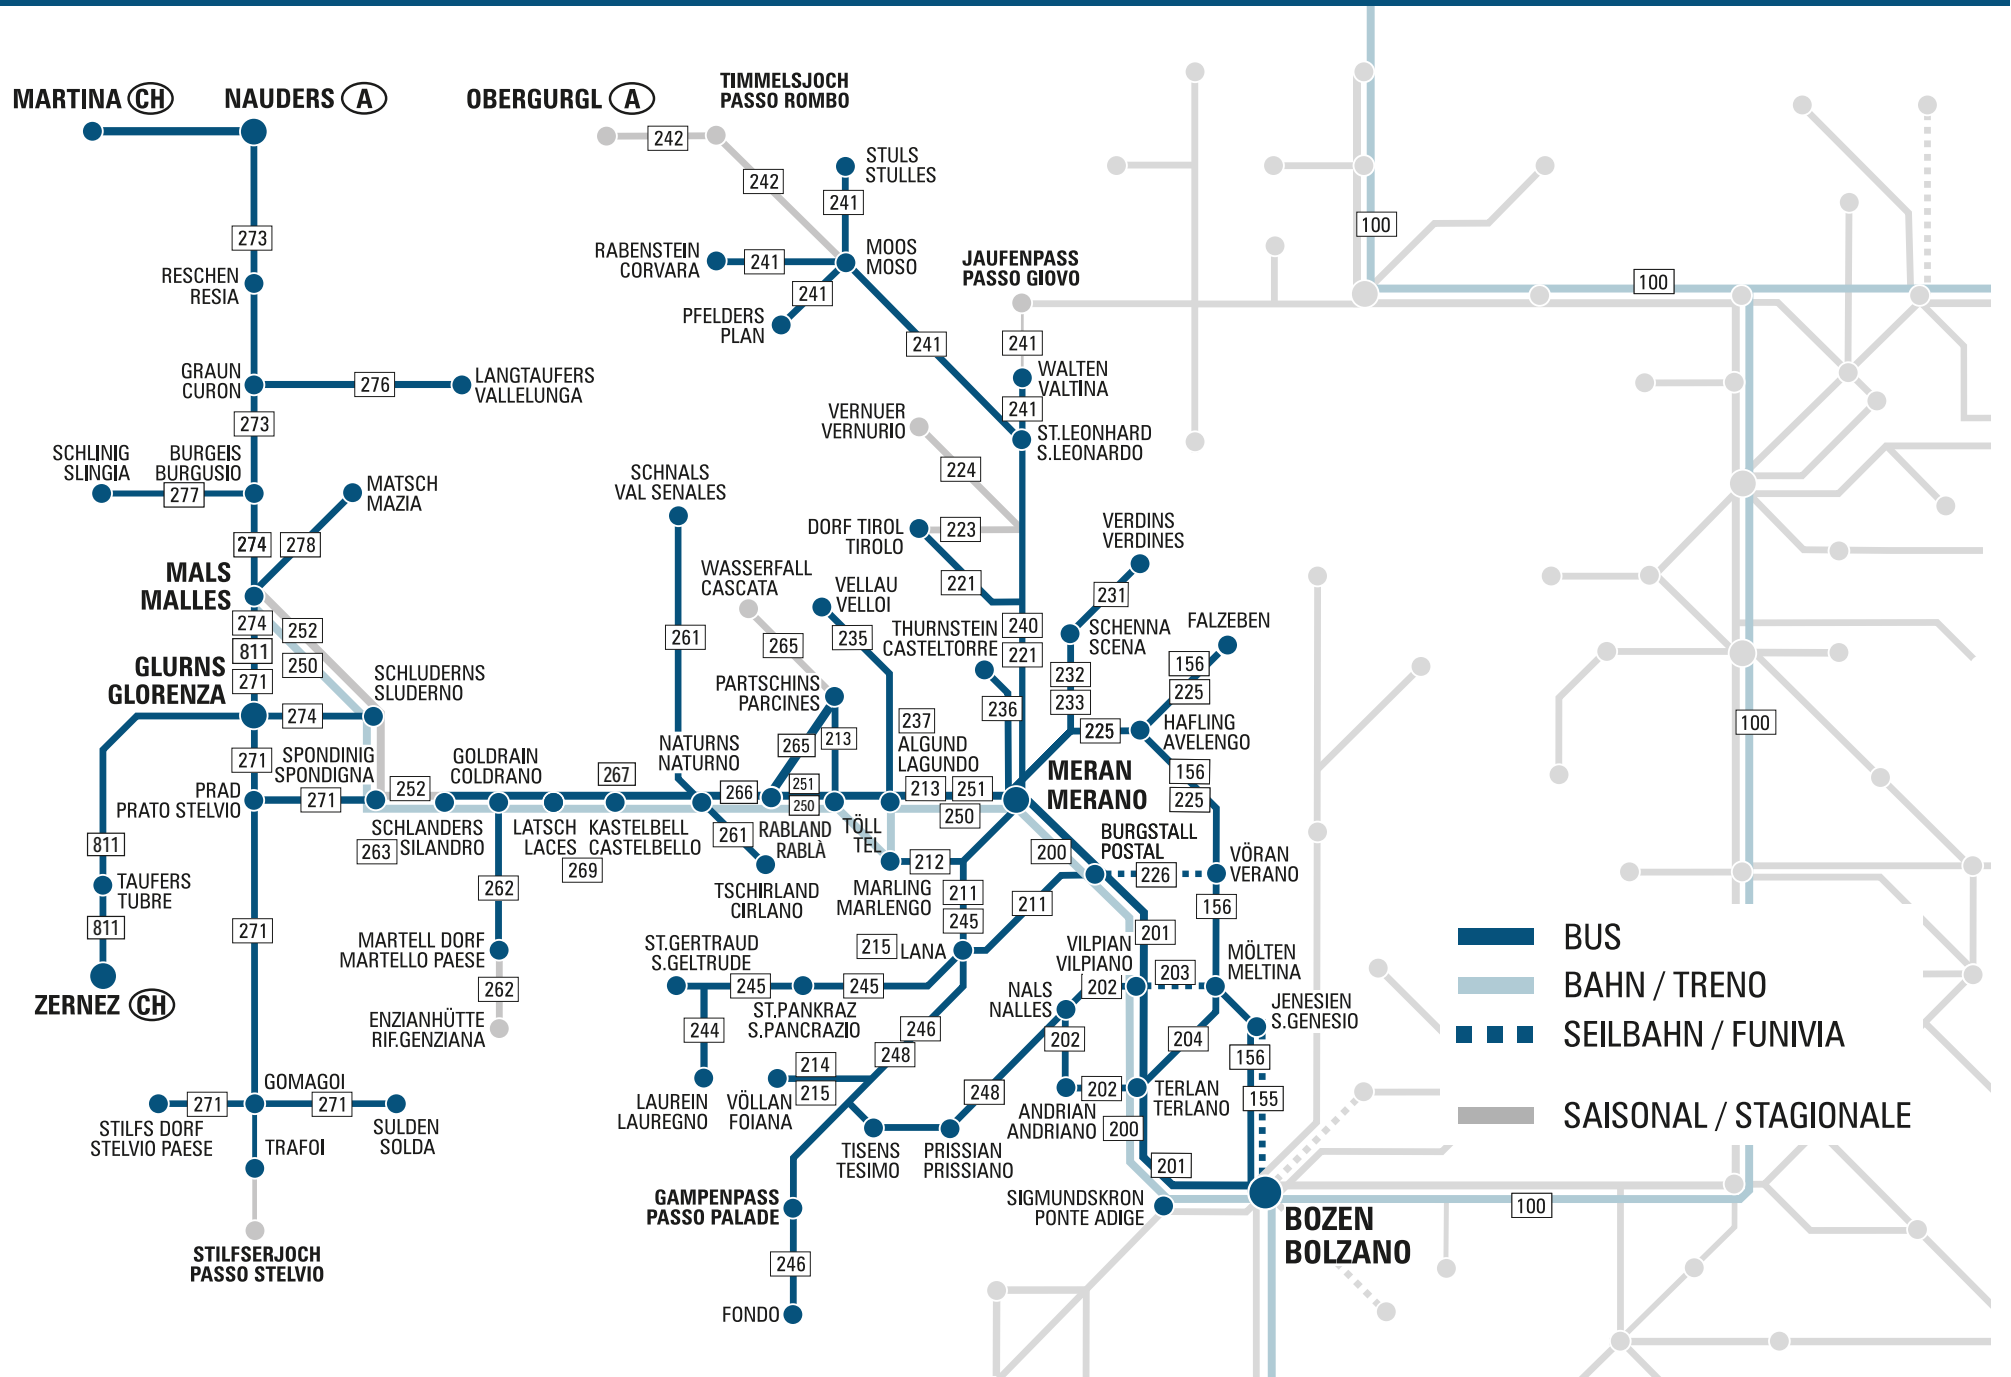 MARTINA CH
NAUDERS A
OBERGURGL A
TIMMELSJOCH
PASSO ROMBO
242
242
STULS
STULLES
241
100
RABENSTEIN
CORVARA
241
MOOS
MOSO
273
JAUFENPASS
PASSO GIOVO
RESCHEN
RESIA
241
100
PFELDERS
PLAN
241
241
GRAUN
CURON
276
LANGTAUFERS
VALLELUNGA
WALTEN
VALTINA
241
273
VERNUER
VERNURIO
ST.LEONHARD
S.LEONARDO
SCHLINIG
SLINGIA
BURGEIS
BURGUSIO
277
MATSCH
MAZIA
SCHNALS
VAL SENALES
224
274
278
DORF TIROL
TIROLO
223
VERDINS
VERDINES
MALS
MALLES
WASSERFALL
CASCATA
VELLAU
VELLOI
221
231
274
252
811
250
271
261
265
235
THURNSTEIN
CASTELTORRE
240
221
SCHENNA
SCENA
FALZEBEN
GLURNS
GLORENZA
SCHLUDERNS
SLUDERNO
PARTSCHINS
PARCINES
232
233
156
225
236
274
237
225
HAFLING
AVELENGO
100
271
SPONDINIG
SPONDIGNA
GOLDRAIN
COLDRANO
NATURNS
NATURNO
265
213
ALGUND
LAGUNDO
MERAN
MERANO
156
225
PRAD
PRATO STELVIO
271
252
267
266
251
250
213
251
250
SCHLANDERS
SILANDRO
263
LATSCH
LACES
KASTELBELL
CASTELBELLO
269
261
RABLAND
RABLÀ
TÖLL
TEL
200
BURGSTALL
POSTAL
811
226
VÖRAN
VERANO
TAUFERS
TUBRE
262
TSCHIRLAND
CIRLANO
212
MARLING
MARLENGO
211
245
211
156
811
271
MARTELL DORF
MARTELLO PAESE
ST.GERTRAUD
S.GELTRUDE
215
LANA
VILPIAN
VILPIANO
201
MÖLTEN
MELTINA
BUS
ZERNEZ CH
262
245
ST.PANKRAZ
S.PANCRAZIO
245
NALS
NALLES
202
203
JENESIEN
S.GENESIO
BAHN / TRENO
ENZIANHÜTTE
RIF.GENZIANA
244
246
248
202
204
156
SEILBAHN / FUNIVIA
GOMAGOI
214
215
248
202
TERLAN
TERLANO
155
271
271
LAUREIN
LAUREGNO
VÖLLAN
FOIANA
ANDRIAN
ANDRIANO
200
SAISONAL / STAGIONALE
STILFS DORF
STELVIO PAESE
TRAFOI
SULDEN
SOLDA
TISENS
TESIMO
PRISSIAN
PRISSIANO
201
GAMPENPASS
PASSO PALADE
SIGMUNDSKRON
PONTE ADIGE
100
BOZEN
BOLZANO
STILFSERJOCH
PASSO STELVIO
246
FONDO